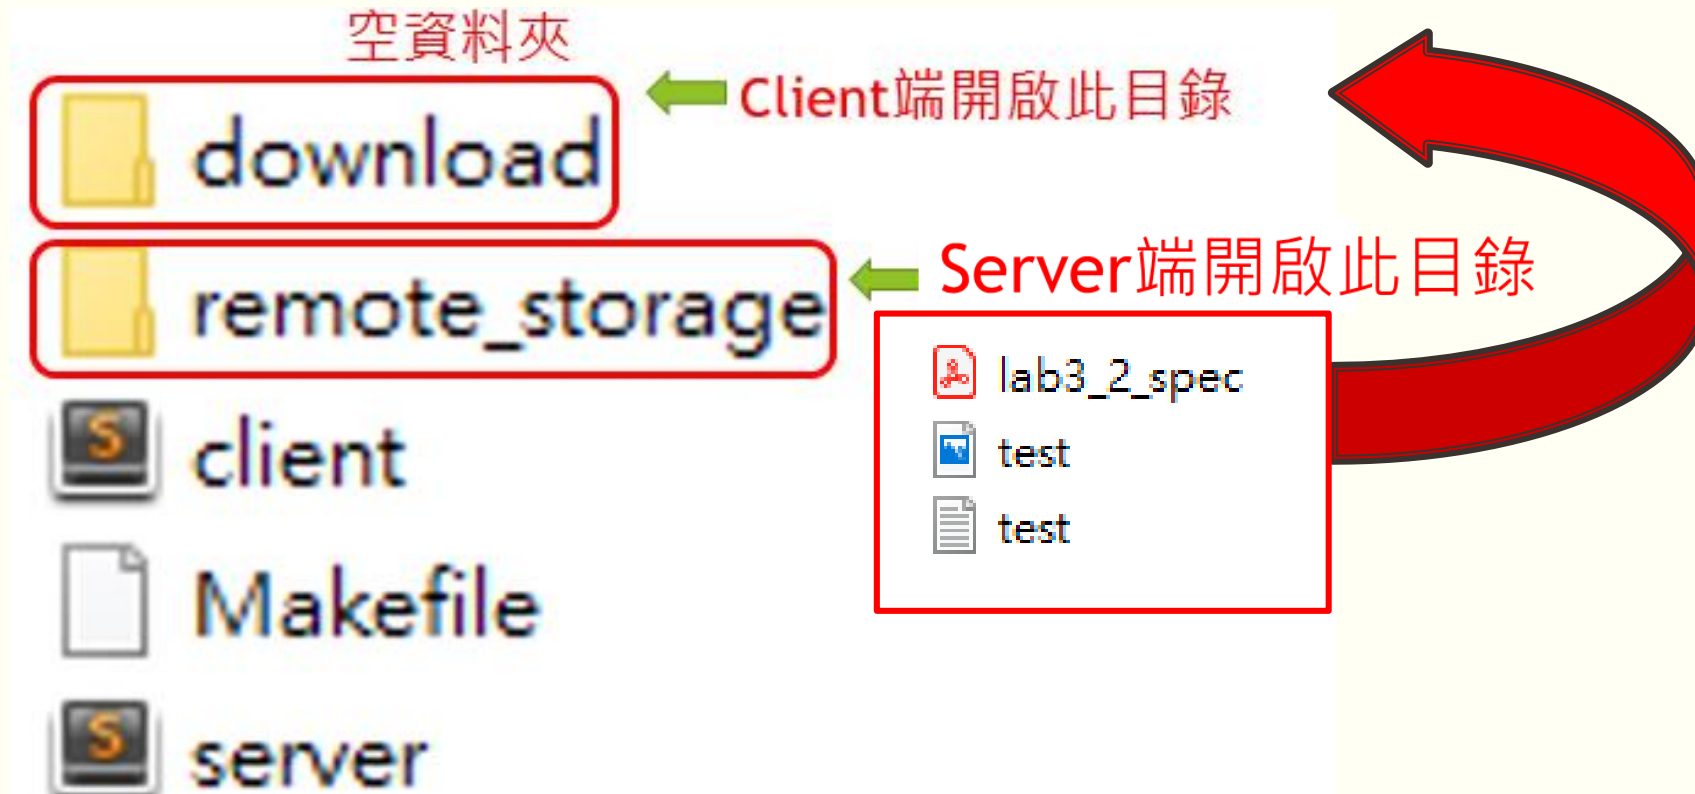 空資料夾
Client端開啟此目錄
download
Server端開啟此目錄
remote_storage
lab3_2_spec
test
test
client
Makefile
server